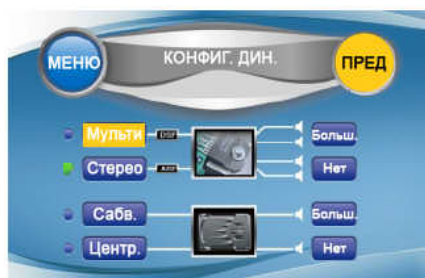 МЕНЮ КОНФИГ. ДИН. ПРЕД
Мульти DSP Больш.
Стерео Нет
Сабв. Больш.
Центр. Нет